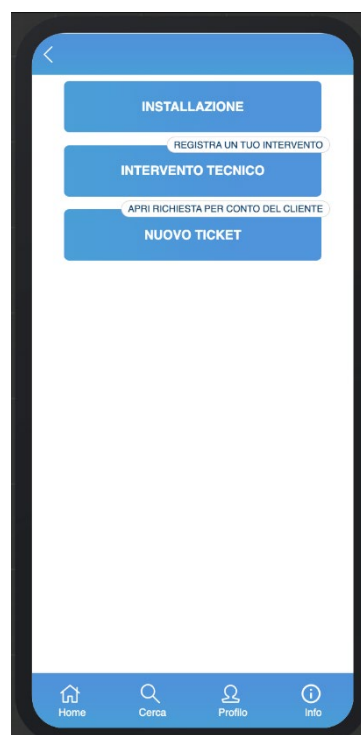 INSTALLAZIONE
REGISTRA UN TUO INTERVENTO
INTERVENTO TECNICO
APRI RICHIESTA PER CONTO DEL CLIENTE
NUOVO TICKET
Home Cerca Profilo Info